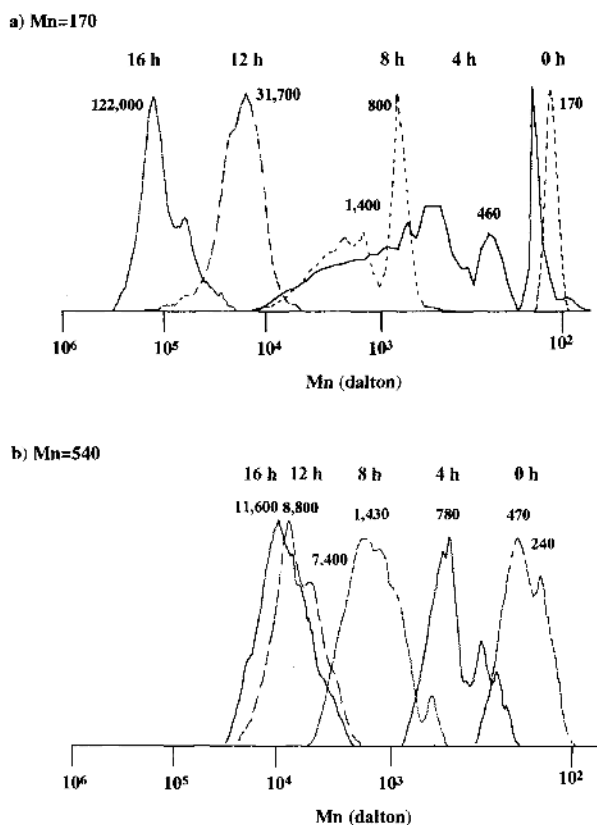 a) Mn=170
16 h 12 h 8 h 4 h 0 h
122,000 31,700 800 170
1,400 460
10⁶ 10⁵ 10⁴ 10³ 10²
Mn (dalton)
b) Mn=540
16 h 12 h 8 h 4 h 0 h
11,600 8,800 1,430 780 470
7,400 240
10⁶ 10⁵ 10⁴ 10³ 10²
Mn (dalton)